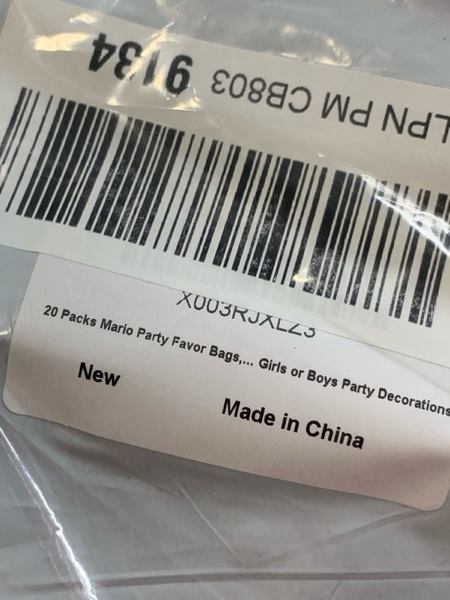 LPN PM CB803 9134
X003RJXLZ3
20 Packs Mario Party Favor Bags,... Girls or Boys Party Decorations
New
Made in China